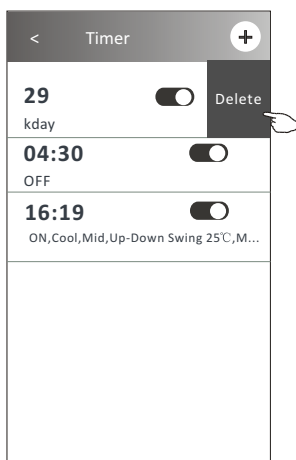 < Timer +
29
Delete
kday
04:30
OFF
16:19
ON,Cool,Mid,Up-Down Swing 25℃,M...